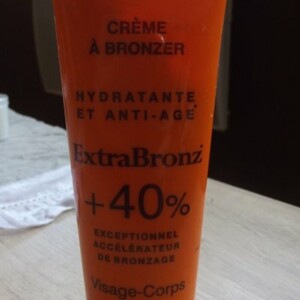 CRÈME
À BRONZER
HYDRATANTE
ET ANTI-AGE*
ExtraBronz*
+40%
EXCEPTIONNEL
ACCÉLÉRATEUR
DE BRONZAGE
Visage-Corps